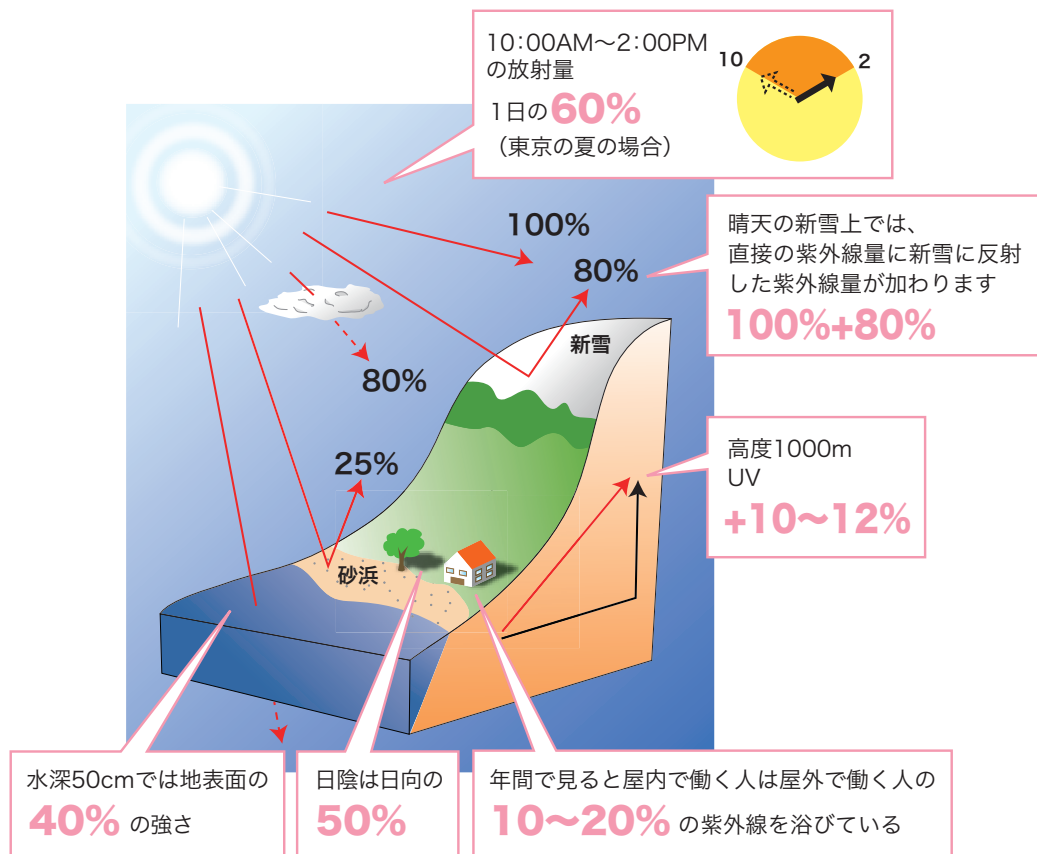 10:00AM〜2:00PM
の放射量
1日の60%
（東京の夏の場合）
10
2
100%
80%
晴天の新雪上では、
直接の紫外線量に新雪に反射
した紫外線量が加わります
100%+80%
新雪
80%
25%
高度1000m
UV
+10〜12%
砂浜
水深50cmでは地表面の
40% の強さ
日陰は日向の
50%
年間で見ると屋内で働く人は屋外で働く人の
10〜20% の紫外線を浴びている